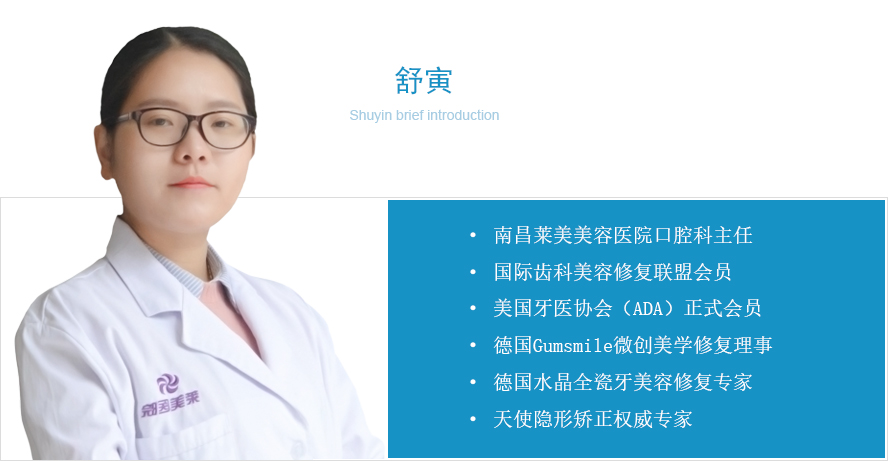 舒寅
Shuyin brief introduction
• 南昌莱美美容医院口腔科主任
• 国际齿科美容修复联盟会员
• 美国牙医协会（ADA）正式会员
• 德国Gumsmile微创美学修复理事
• 德国水晶全瓷牙美容修复专家
• 天使隐形矫正权威专家